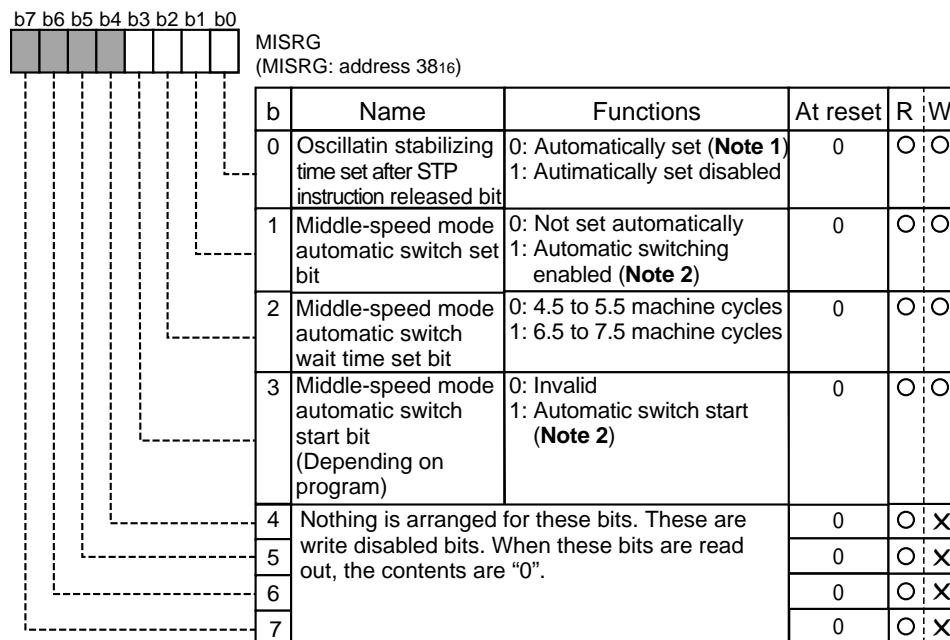 b7 b6 b5 b4 b3 b2 b1 b0
MISRG
(MISRG: address 3816)
b Name Functions At reset R W
0 Oscillatin stabilizing time set after STP instruction released bit
0: Automatically set (Note 1)
1: Autimatically set disabled
0 O O
1 Middle-speed mode automatic switch set bit
0: Not set automatically
1: Automatic switching
enabled (Note 2)
0 O O
2 Middle-speed mode automatic switch wait time set bit
0: 4.5 to 5.5 machine cycles
1: 6.5 to 7.5 machine cycles
0 O O
3 Middle-speed mode automatic switch start bit (Depending on program)
0: Invalid
1: Automatic switch start
(Note 2)
0 O O
4 Nothing is arranged for these bits. These are
write disabled bits. When these bits are read
out, the contents are “0”.
0 O X
5 0 O X
6 0 O X
7 0 O X